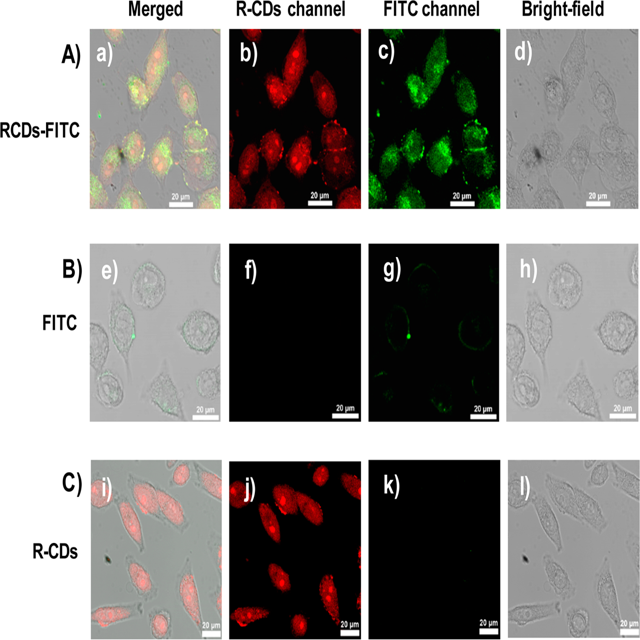 Merged R-CDs channel FITC channel Bright-field
A) a) b) c) d)
RCDs-FITC
20 µm 20 µm 20 µm 20 µm
B) e) f) g) h)
FITC
20 µm 20 µm 20 µm 20 µm
C) i) j) k) l)
R-CDs
20 µm 20 µm 20 µm 20 µm